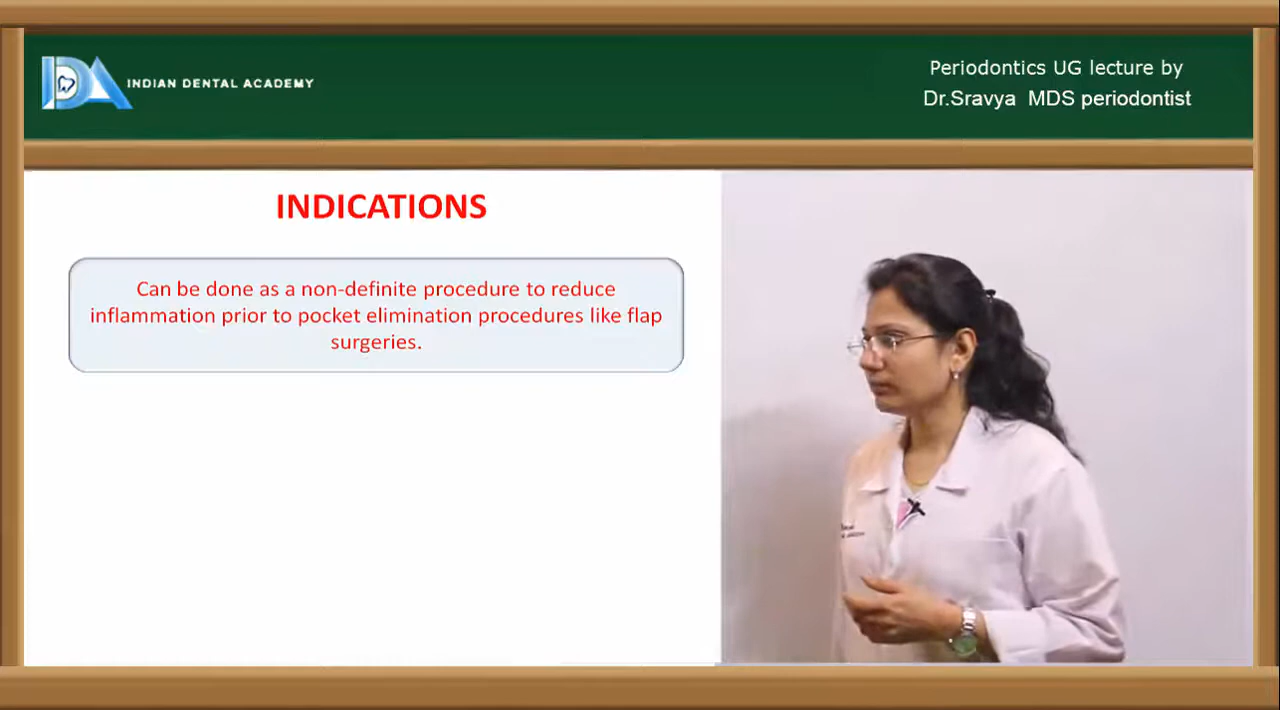 INDIAN DENTAL ACADEMY
Periodontics UG lecture by
Dr.Sravya MDS periodontist
INDICATIONS
Can be done as a non-definite procedure to reduce
inflammation prior to pocket elimination procedures like flap
surgeries.